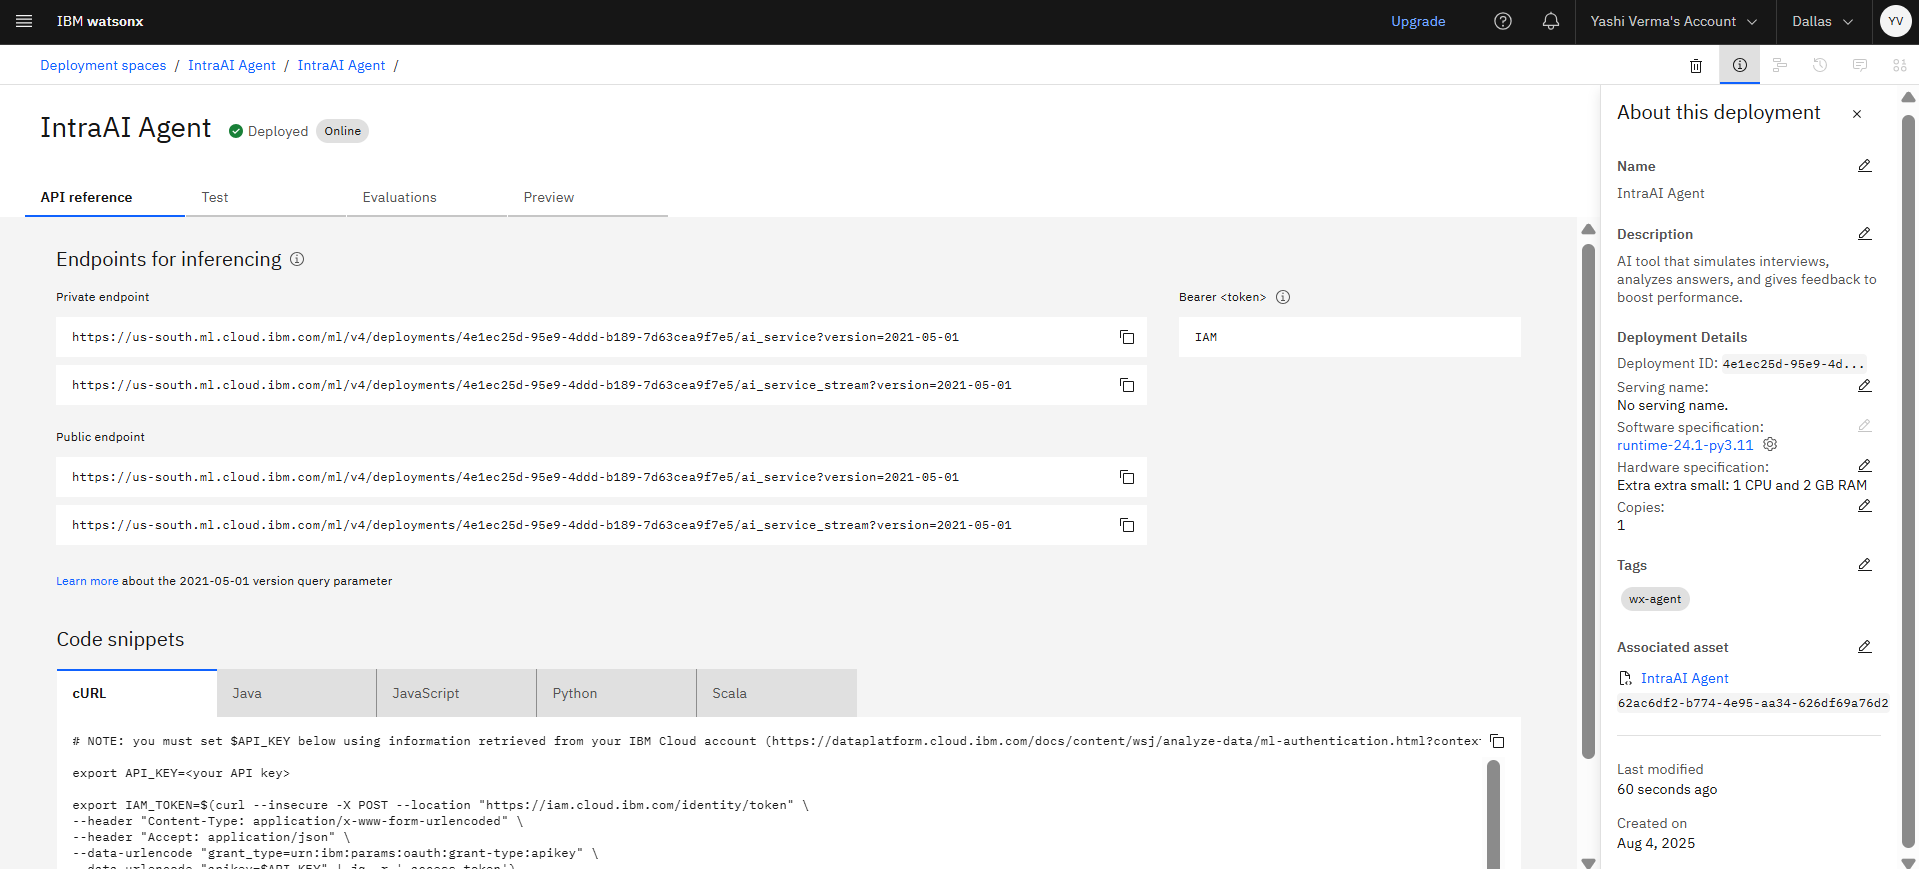 IBM watsonx
Upgrade
Yashi Verma's Account
Dallas
YV
Deployment spaces / IntraAI Agent / IntraAI Agent /
IntraAI Agent
Deployed
Online
API reference
Test
Evaluations
Preview
Endpoints for inferencing
Private endpoint
https://us-south.ml.cloud.ibm.com/ml/v4/deployments/4e1ec25d-95e9-4ddd-b189-7d63cea9f7e5/ai_service?version=2021-05-01
https://us-south.ml.cloud.ibm.com/ml/v4/deployments/4e1ec25d-95e9-4ddd-b189-7d63cea9f7e5/ai_service_stream?version=2021-05-01
Bearer <token>
IAM
Public endpoint
https://us-south.ml.cloud.ibm.com/ml/v4/deployments/4e1ec25d-95e9-4ddd-b189-7d63cea9f7e5/ai_service?version=2021-05-01
https://us-south.ml.cloud.ibm.com/ml/v4/deployments/4e1ec25d-95e9-4ddd-b189-7d63cea9f7e5/ai_service_stream?version=2021-05-01
Learn more about the 2021-05-01 version query parameter
Code snippets
cURL
Java
JavaScript
Python
Scala
# NOTE: you must set $API_KEY below using information retrieved from your IBM Cloud account (https://dataplatform.cloud.ibm.com/docs/content/wsj/analyze-data/ml-authentication.html?context
export API_KEY=<your API key>
export IAM_TOKEN=$(curl --insecure -X POST --location "https://iam.cloud.ibm.com/identity/token" \
--header "Content-Type: application/x-www-form-urlencoded" \
--header "Accept: application/json" \
--data-urlencode "grant_type=urn:ibm:params:oauth:grant-type:apikey" \
--data-urlencode "apikey=$API_KEY" | jq -r '.access_token')
About this deployment
Name
IntraAI Agent
Description
AI tool that simulates interviews,
analyzes answers, and gives feedback to
boost performance.
Deployment Details
Deployment ID: 4e1ec25d-95e9-4d...
Serving name:
No serving name.
Software specification:
runtime-24.1-py3.11
Hardware specification:
Extra extra small: 1 CPU and 2 GB RAM
Copies:
1
Tags
wx-agent
Associated asset
IntraAI Agent
62ac6df2-b774-4e95-aa34-626df69a76d2
Last modified
60 seconds ago
Created on
Aug 4, 2025